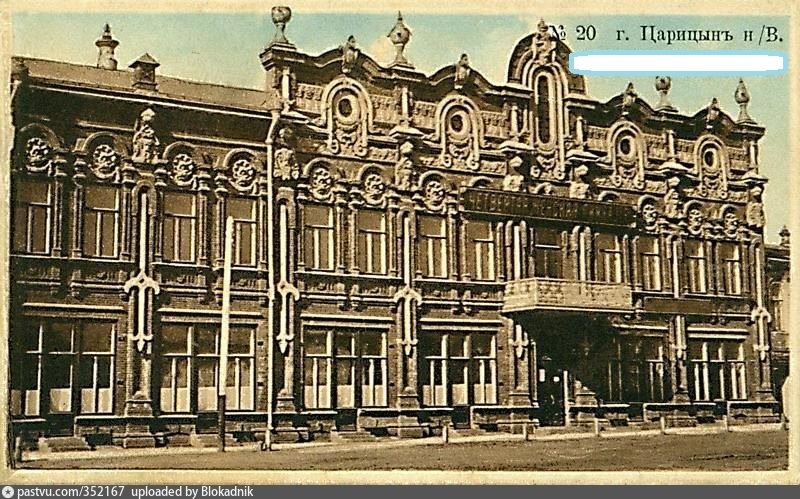 № 20 г. Царицынъ н /В.
pastvu.com/352167 uploaded by Blokadnik